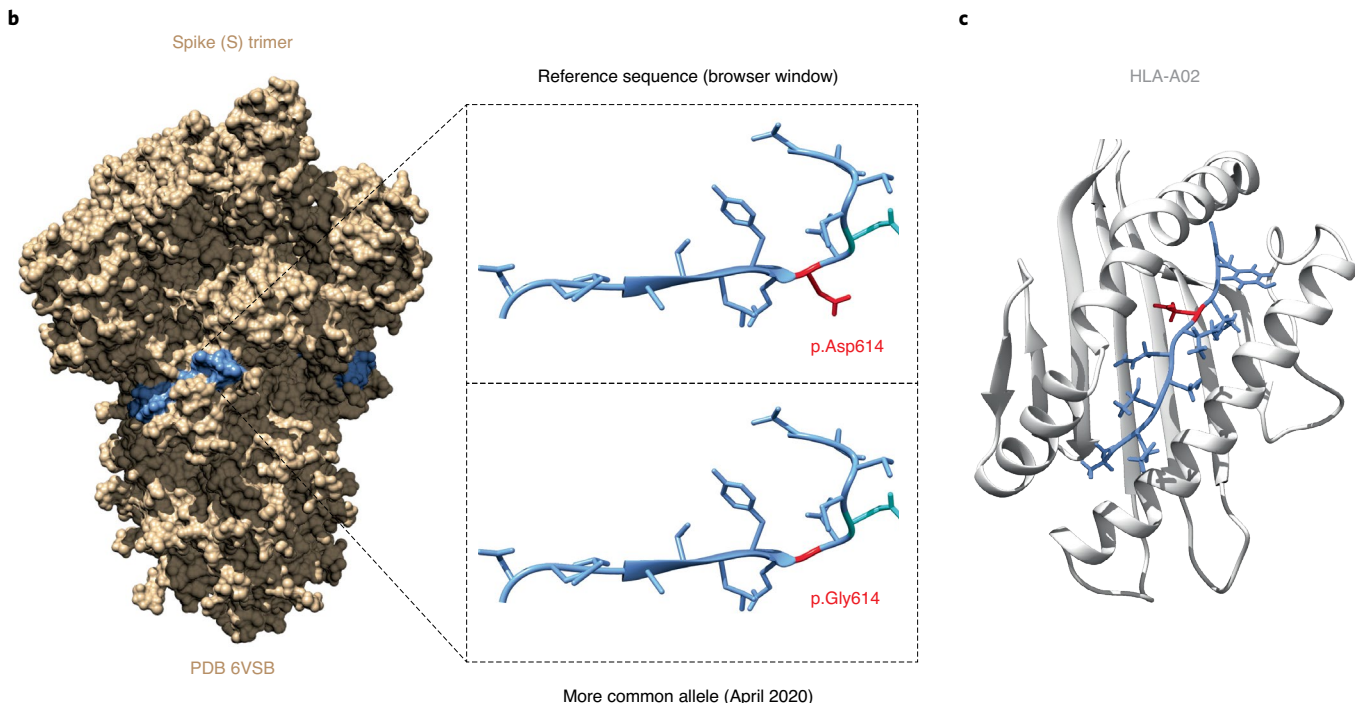 b
Spike (S) trimer
PDB 6VSB
Reference sequence (browser window)
p.Asp614
p.Gly614
More common allele (April 2020)
c
HLA-A02